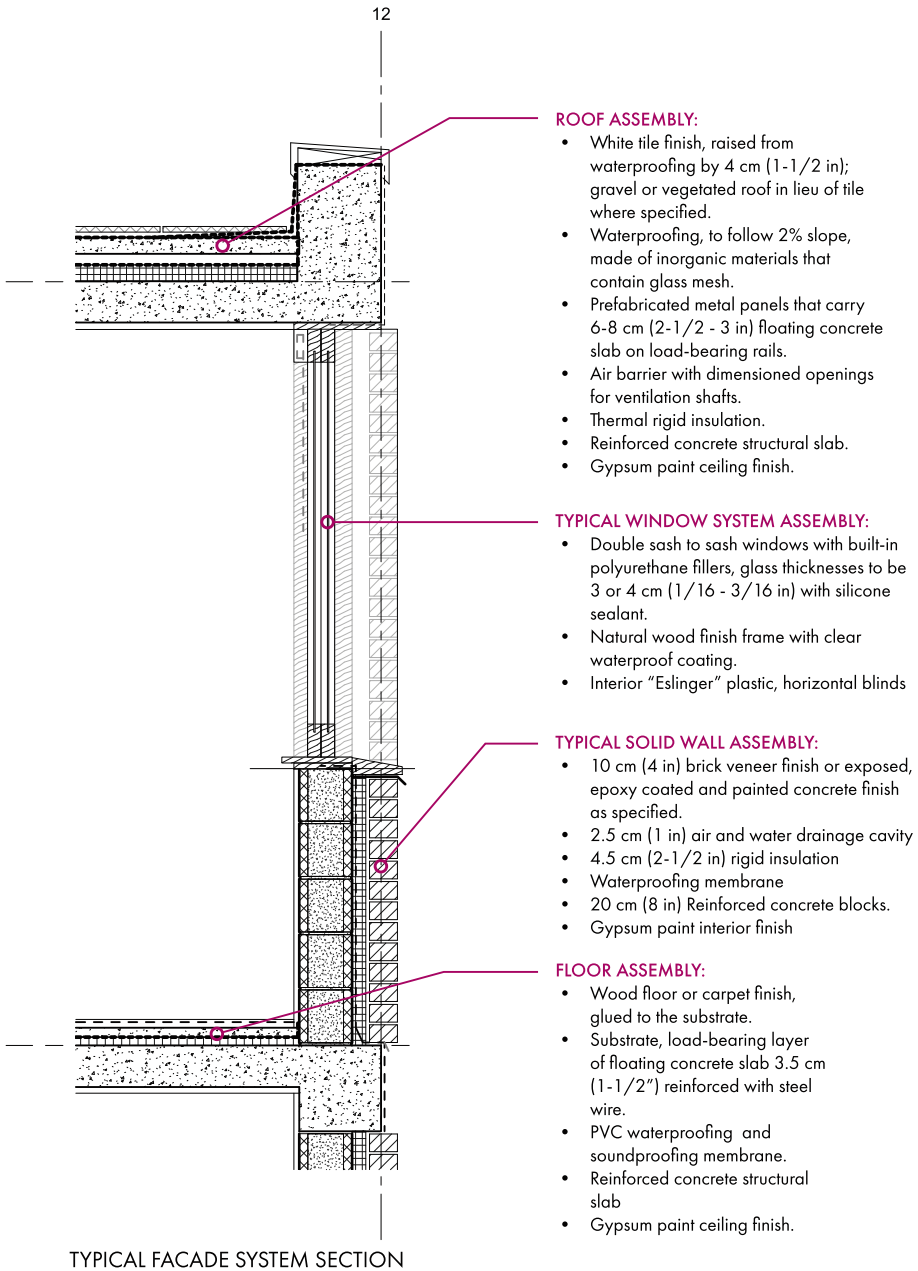 12
ROOF ASSEMBLY:
• White tile finish, raised from
waterproofing by 4 cm (1-1/2 in);
gravel or vegetated roof in lieu of tile
where specified.
• Waterproofing, to follow 2% slope,
made of inorganic materials that
contain glass mesh.
• Prefabricated metal panels that carry
6-8 cm (2-1/2 - 3 in) floating concrete
slab on load-bearing rails.
• Air barrier with dimensioned openings
for ventilation shafts.
• Thermal rigid insulation.
• Reinforced concrete structural slab.
• Gypsum paint ceiling finish.
TYPICAL WINDOW SYSTEM ASSEMBLY:
• Double sash to sash windows with built-in
polyurethane fillers, glass thicknesses to be
3 or 4 cm (1/16 - 3/16 in) with silicone
sealant.
• Natural wood finish frame with clear
waterproof coating.
• Interior “Eslinger” plastic, horizontal blinds
TYPICAL SOLID WALL ASSEMBLY:
• 10 cm (4 in) brick veneer finish or exposed,
epoxy coated and painted concrete finish
as specified.
• 2.5 cm (1 in) air and water drainage cavity
• 4.5 cm (2-1/2 in) rigid insulation
• Waterproofing membrane
• 20 cm (8 in) Reinforced concrete blocks.
• Gypsum paint interior finish
FLOOR ASSEMBLY:
• Wood floor or carpet finish,
glued to the substrate.
• Substrate, load-bearing layer
of floating concrete slab 3.5 cm
(1-1/2”) reinforced with steel
wire.
• PVC waterproofing and
soundproofing membrane.
• Reinforced concrete structural
slab
• Gypsum paint ceiling finish.
TYPICAL FACADE SYSTEM SECTION